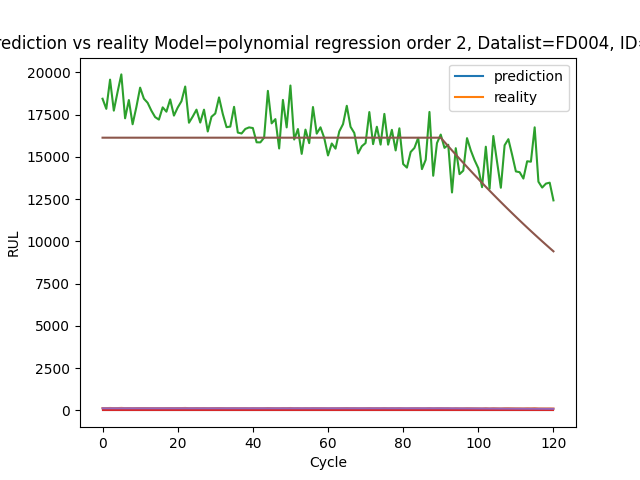 rediction vs reality Model=polynomial regression order 2, Datalist=FD004, ID=
prediction
reality
20000
17500
15000
12500
10000
7500
5000
2500
0
RUL
0 20 40 60 80 100 120
Cycle